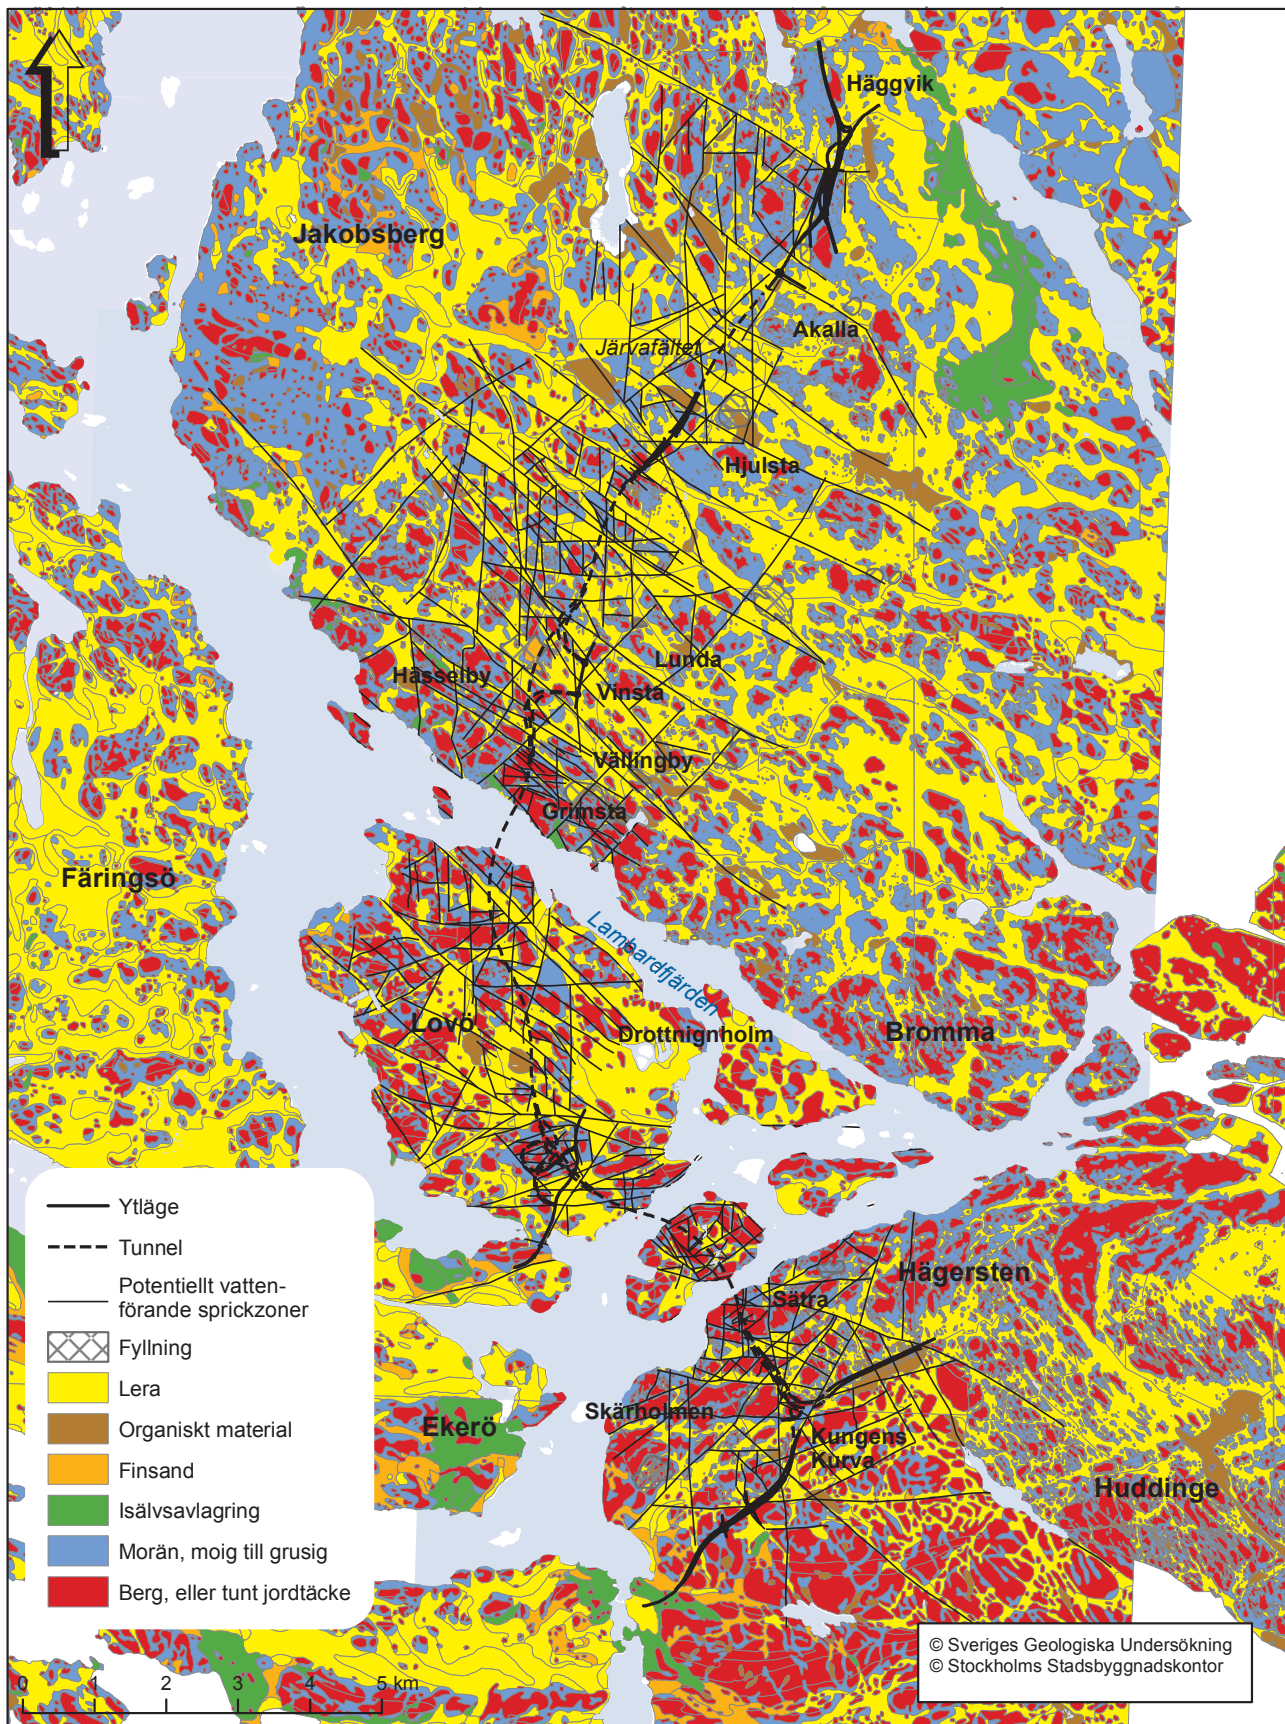 Häggvik
Jakobsberg
Akalla
Järvafältet
Hjulsta
Lunda
Hässelby
Vinsta
Vällingby
Grimsta
Färingsö
Lambarfjärden
Lovö
Drottnignholm
Bromma
Hägersten
Sätra
Skärholmen
Ekerö
Kungens
Kurva
Huddinge
Ytläge
Tunnel
Potentiellt vatten-
förande sprickzoner
Fyllning
Lera
Organiskt material
Finsand
Isälvsavlagring
Morän, moig till grusig
Berg, eller tunt jordtäcke
0 1 2 3 4 5 km
© Sveriges Geologiska Undersökning
© Stockholms Stadsbyggnadskontor